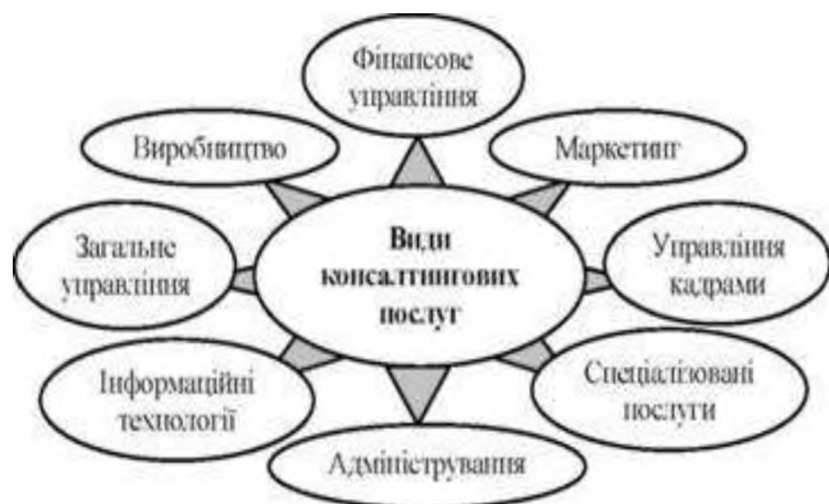 Фінансове
управління
Виробництво
Маркетинг
Загальне
управління
Види
консалтингових
послуг
Управління
кадрами
Інформаційні
технології
Спеціалізовані
послуги
Адміністрування